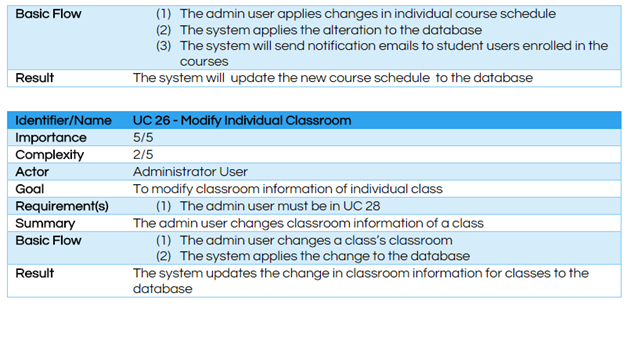 Basic Flow (1) The admin user applies changes in individual course schedule
(2) The system applies the alteration to the database
(3) The system will send notification emails to student users enrolled in the
courses
Result The system will update the new course schedule to the database
Identifier/Name UC 26 - Modify Individual Classroom
Importance 5/5
Complexity 2/5
Actor Administrator User
Goal To modify classroom information of individual class
Requirement(s) (1) The admin user must be in UC 28
Summary The admin user changes classroom information of a class
Basic Flow (1) The admin user changes a class's classroom
(2) The system applies the change to the database
Result The system updates the change in classroom information for classes to the
database